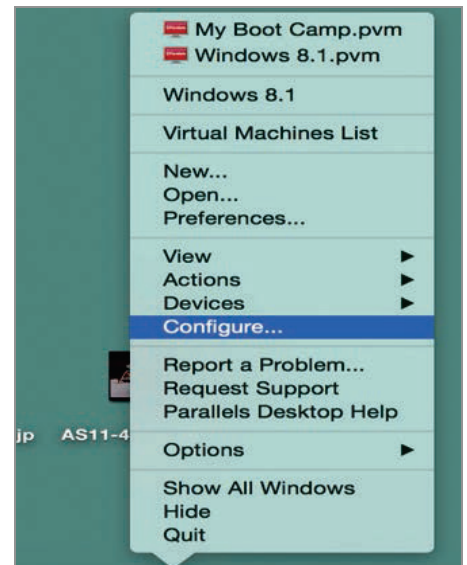 My Boot Camp.pvm
Windows 8.1.pvm
Windows 8.1
Virtual Machines List
New...
Open...
Preferences...
View
Actions
Devices
Configure...
Report a Problem...
Request Support
Parallels Desktop Help
jp AS11-4
Options
Show All Windows
Hide
Quit